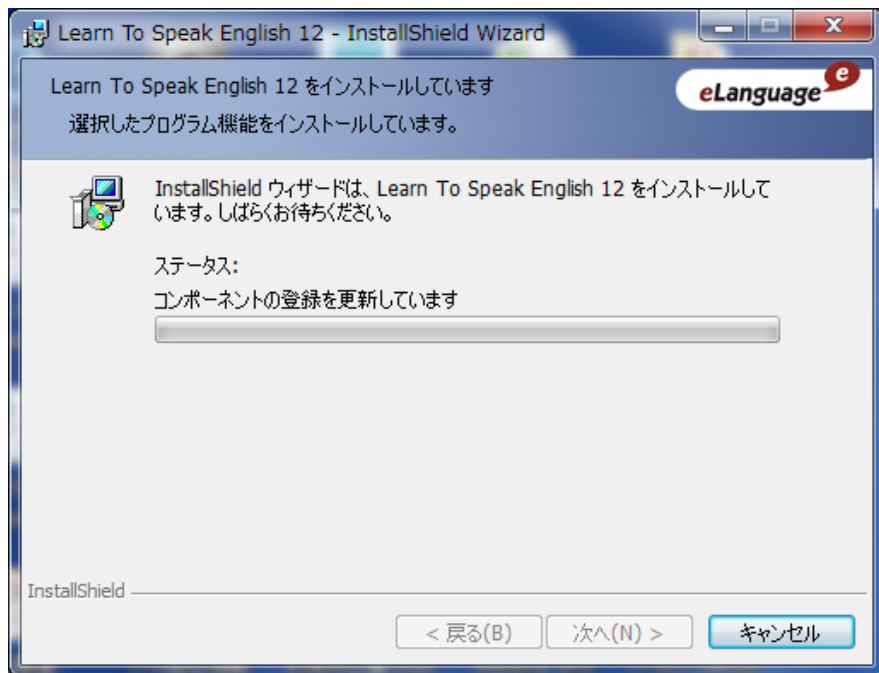 Learn To Speak English 12 - InstallShield Wizard
Learn To Speak English 12 をインストールしています
選択したプログラム機能をインストールしています。
eLanguage e
InstallShield ウィザードは、Learn To Speak English 12 をインストールして
います。しばらくお待ちください。
ステータス:
コンポーネントの登録を更新しています
InstallShield
< 戻る(B)
次へ(N) >
キャンセル